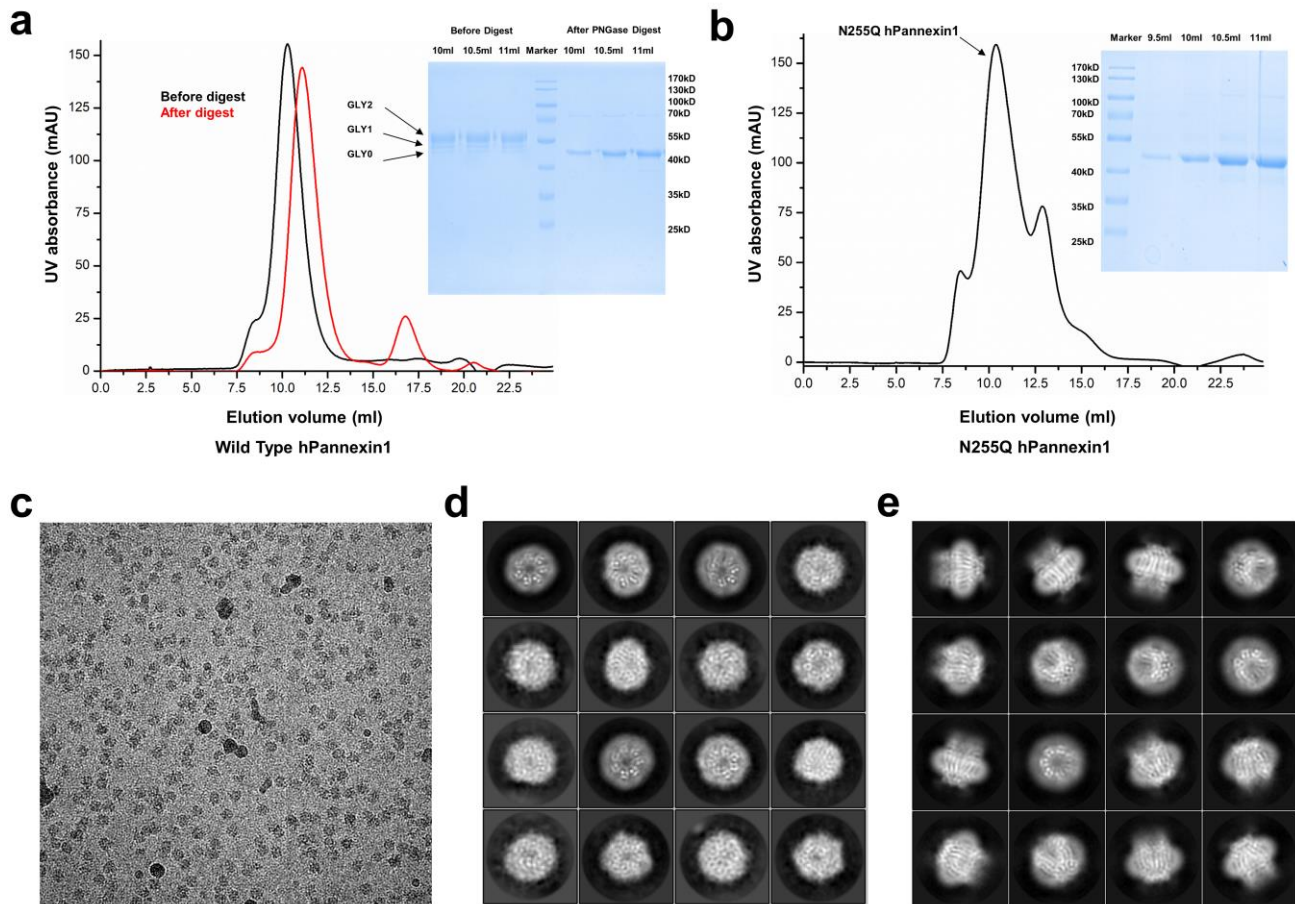 a
Before Digest
After PNGase Digest
10ml 10.5ml 11ml Marker 10ml 10.5ml 11ml
150
125
100
75
50
25
0
UV absorbance (mAU)
Before digest
After digest
GLY2
GLY1
GLY0
170kD
130kD
100kD
70kD
55kD
40kD
35kD
25kD
0.0 2.5 5.0 7.5 10.0 12.5 15.0 17.5 20.0 22.5
Elution volume (ml)
Wild Type hPannexin1
b
N255Q hPannexin1
Marker 9.5ml 10ml 10.5ml 11ml
150
125
100
75
50
25
0
UV absorbance (mAU)
170kD
130kD
100kD
70kD
55kD
40kD
35kD
25kD
0.0 2.5 5.0 7.5 10.0 12.5 15.0 17.5 20.0 22.5
Elution volume (ml)
N255Q hPannexin1
c
d
e